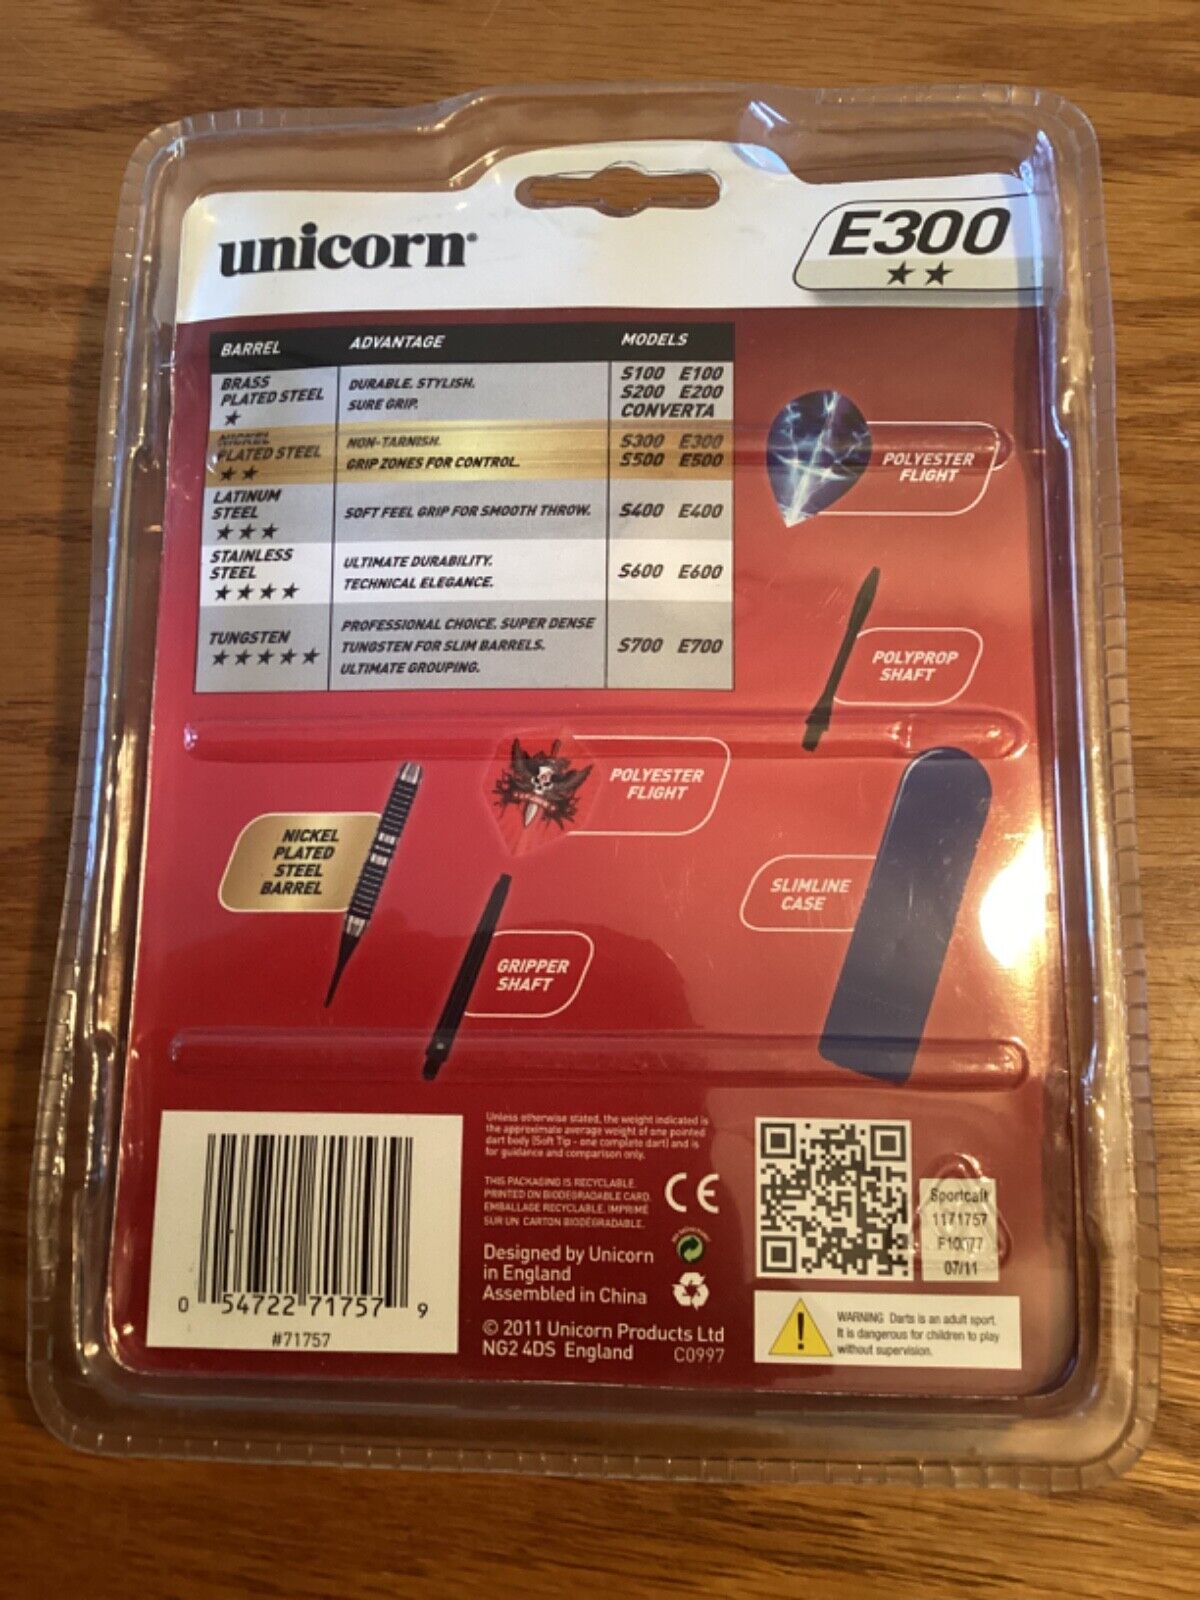 unicorn
E300
★★
BARREL ADVANTAGE MODELS
BRASS
PLATED STEEL
★
DURABLE. STYLISH.
SURE GRIP.
S100 E100
S200 E200
CONVERTA
NICKEL
PLATED STEEL
★★
NON-TARNISH.
GRIP ZONES FOR CONTROL.
S300 E300
S500 E500
LATINUM
STEEL
★★★
SOFT FEEL GRIP FOR SMOOTH THROW.
S400 E400
STAINLESS
STEEL
★★★★
ULTIMATE DURABILITY.
TECHNICAL ELEGANCE.
S600 E600
TUNGSTEN
★★★★★
PROFESSIONAL CHOICE. SUPER DENSE
TUNGSTEN FOR SLIM BARRELS.
ULTIMATE GROUPING.
S700 E700
POLYESTER
FLIGHT
POLYPROP
SHAFT
POLYESTER
FLIGHT
NICKEL
PLATED
STEEL
BARREL
SLIMLINE
CASE
GRIPPER
SHAFT
0 54722 71757 9
#71757
Unless otherwise stated, the weight indicated is
the approximate average weight of one pointed
dart body (Soft Tip - one complete dart) and is
for guidance and comparison only.
THIS PACKAGING IS RECYCLABLE.
PRINTED ON BIODEGRADABLE CARD.
EMBALLAGE RECYCLABLE. IMPRIMÉ
SUR UN CARTON BIODÉGRADABLE.
CE
Designed by Unicorn
in England
Assembled in China
© 2011 Unicorn Products Ltd
NG2 4DS England C0997
Sportcraft
1171757
F10577
07/11
WARNING Darts is an adult sport.
It is dangerous for children to play
without supervision.